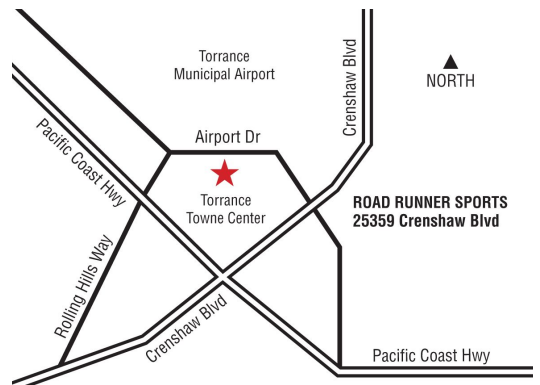 Torrance
Municipal Airport
Crenshaw Blvd
NORTH
Airport Dr
Pacific Coast Hwy
Torrance
Towne Center
ROAD RUNNER SPORTS
25359 Crenshaw Blvd
Rolling Hills Way
Crenshaw Blvd
Pacific Coast Hwy